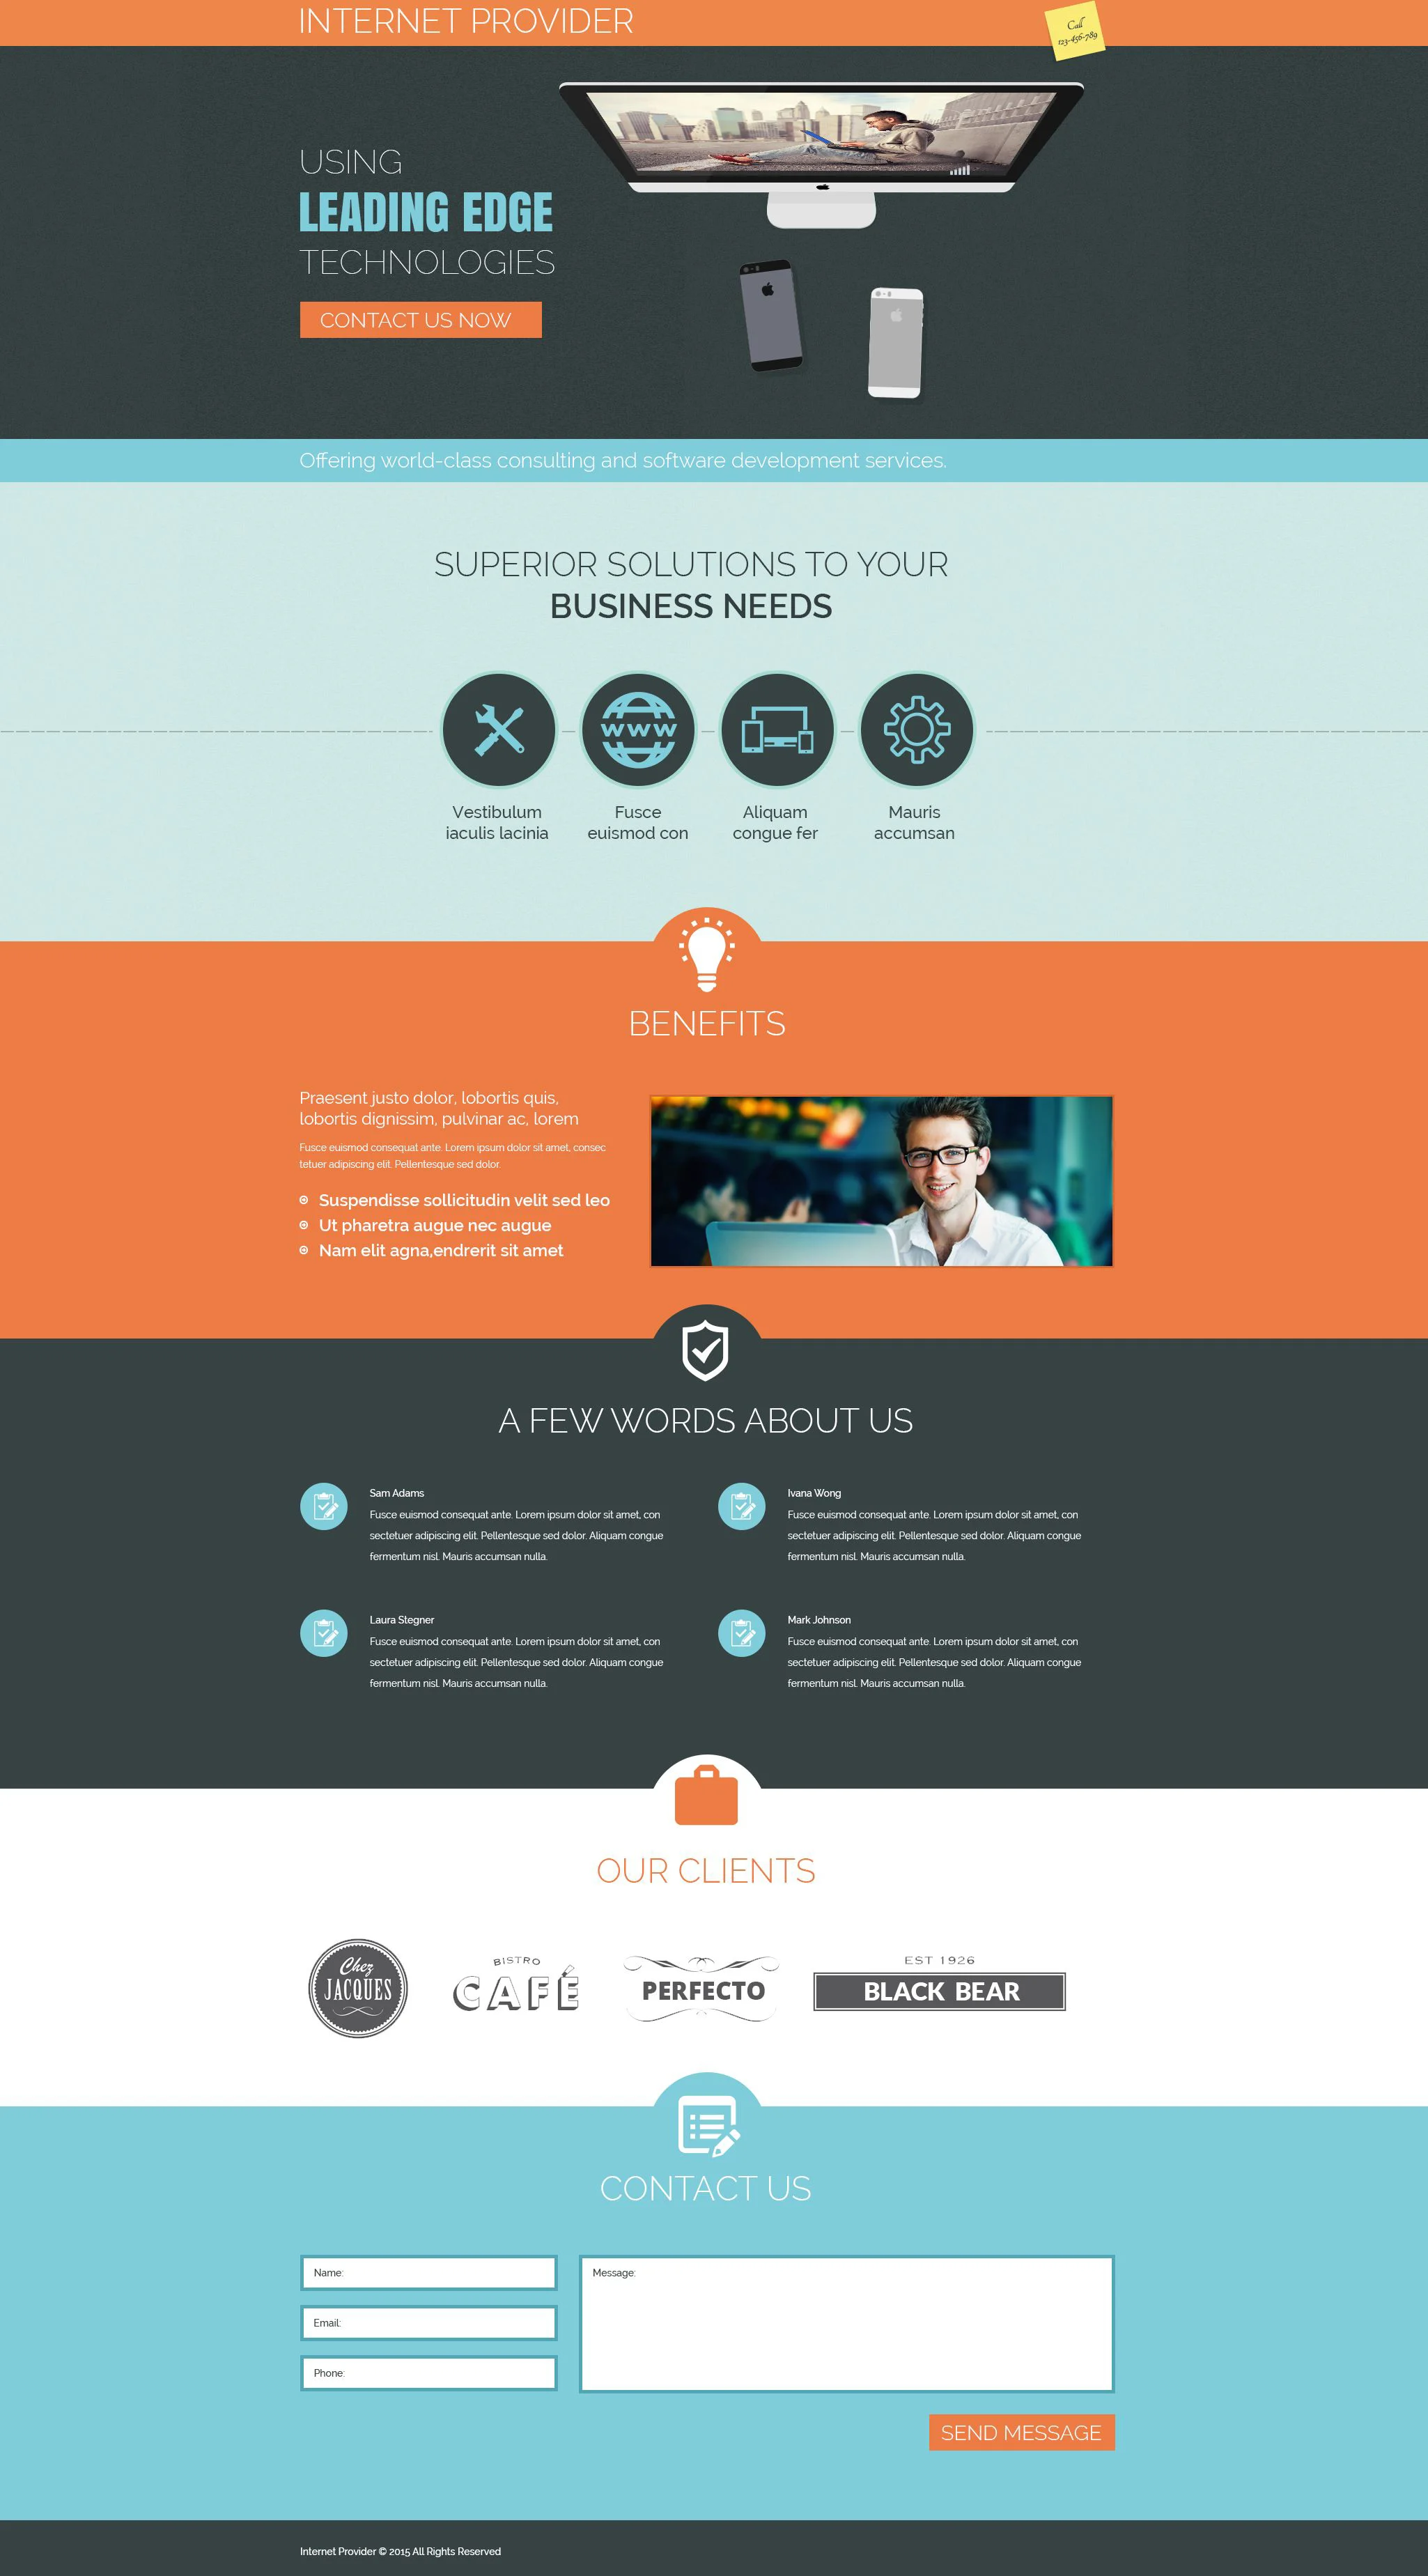 INTERNET PROVIDER
Call
123-456-789
USING
LEADING EDGE
TECHNOLOGIES
CONTACT US NOW
Offering world-class consulting and software development services.
SUPERIOR SOLUTIONS TO YOUR
BUSINESS NEEDS
WWW
Vestibulum
iaculis lacinia
Fusce
euismod con
Aliquam
congue fer
Mauris
accumsan
BENEFITS
Praesent justo dolor, lobortis quis,
lobortis dignissim, pulvinar ac, lorem
Fusce euismod consequat ante. Lorem ipsum dolor sit amet, consec
tetuer adipiscing elit. Pellentesque sed dolor.
Suspendisse sollicitudin velit sed leo
Ut pharetra augue nec augue
Nam elit agna,endrerit sit amet
A FEW WORDS ABOUT US
Sam Adams
Fusce euismod consequat ante. Lorem ipsum dolor sit amet, con
sectetuer adipiscing elit. Pellentesque sed dolor. Aliquam congue
fermentum nisl. Mauris accumsan nulla.
Ivana Wong
Fusce euismod consequat ante. Lorem ipsum dolor sit amet, con
sectetuer adipiscing elit. Pellentesque sed dolor. Aliquam congue
fermentum nisl. Mauris accumsan nulla.
Laura Stegner
Fusce euismod consequat ante. Lorem ipsum dolor sit amet, con
sectetuer adipiscing elit. Pellentesque sed dolor. Aliquam congue
fermentum nisl. Mauris accumsan nulla.
Mark Johnson
Fusce euismod consequat ante. Lorem ipsum dolor sit amet, con
sectetuer adipiscing elit. Pellentesque sed dolor. Aliquam congue
fermentum nisl. Mauris accumsan nulla.
OUR CLIENTS
Chez
JACQUES
BISTRO
CAFÉ
PERFECTO
EST 1926
BLACK BEAR
CONTACT US
Name:
Email:
Phone:
Message:
SEND MESSAGE
Internet Provider © 2015 All Rights Reserved